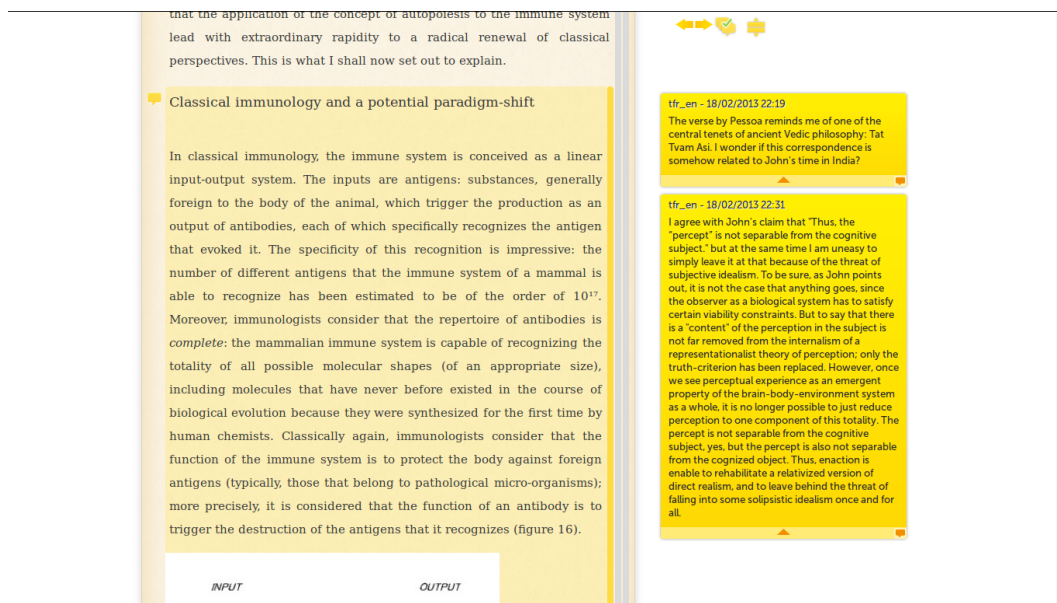 that the application of the concept of autopoiesis to the immune system
lead with extraordinary rapidity to a radical renewal of classical
perspectives. This is what I shall now set out to explain.
Classical immunology and a potential paradigm-shift
In classical immunology, the immune system is conceived as a linear
input-output system. The inputs are antigens: substances, generally
foreign to the body of the animal, which trigger the production as an
output of antibodies, each of which specifically recognizes the antigen
that evoked it. The specificity of this recognition is impressive: the
number of different antigens that the immune system of a mammal is
able to recognize has been estimated to be of the order of 10¹⁷.
Moreover, immunologists consider that the repertoire of antibodies is
complete: the mammalian immune system is capable of recognizing the
totality of all possible molecular shapes (of an appropriate size),
including molecules that have never before existed in the course of
biological evolution because they were synthesized for the first time by
human chemists. Classically again, immunologists consider that the
function of the immune system is to protect the body against foreign
antigens (typically, those that belong to pathological micro-organisms);
more precisely, it is considered that the function of an antibody is to
trigger the destruction of the antigens that it recognizes (figure 16).
INPUT OUTPUT
tfr_en - 18/02/2013 22:19
The verse by Pessoa reminds me of one of the
central tenets of ancient Vedic philosophy: Tat
Tvam Asi. I wonder if this correspondence is
somehow related to John's time in India?
tfr_en - 18/02/2013 22:31
I agree with John's claim that "Thus, the
"percept" is not separable from the cognitive
subject." but at the same time I am uneasy to
simply leave it at that because of the threat of
subjective idealism. To be sure, as John points
out, it is not the case that anything goes, since
the observer as a biological system has to satisfy
certain viability constraints. But to say that there
is a "content" of the perception in the subject is
not far removed from the internalism of a
representationalist theory of perception; only the
truth-criterion has been replaced. However, once
we see perceptual experience as an emergent
property of the brain-body-environment system
as a whole, it is no longer possible to just reduce
perception to one component of this totality. The
percept is not separable from the cognitive
subject, yes, but the percept is also not separable
from the cognized object. Thus, enaction is
enable to rehabilitate a relativized version of
direct realism, and to leave behind the threat of
falling into some solipsistic idealism once and for
all.